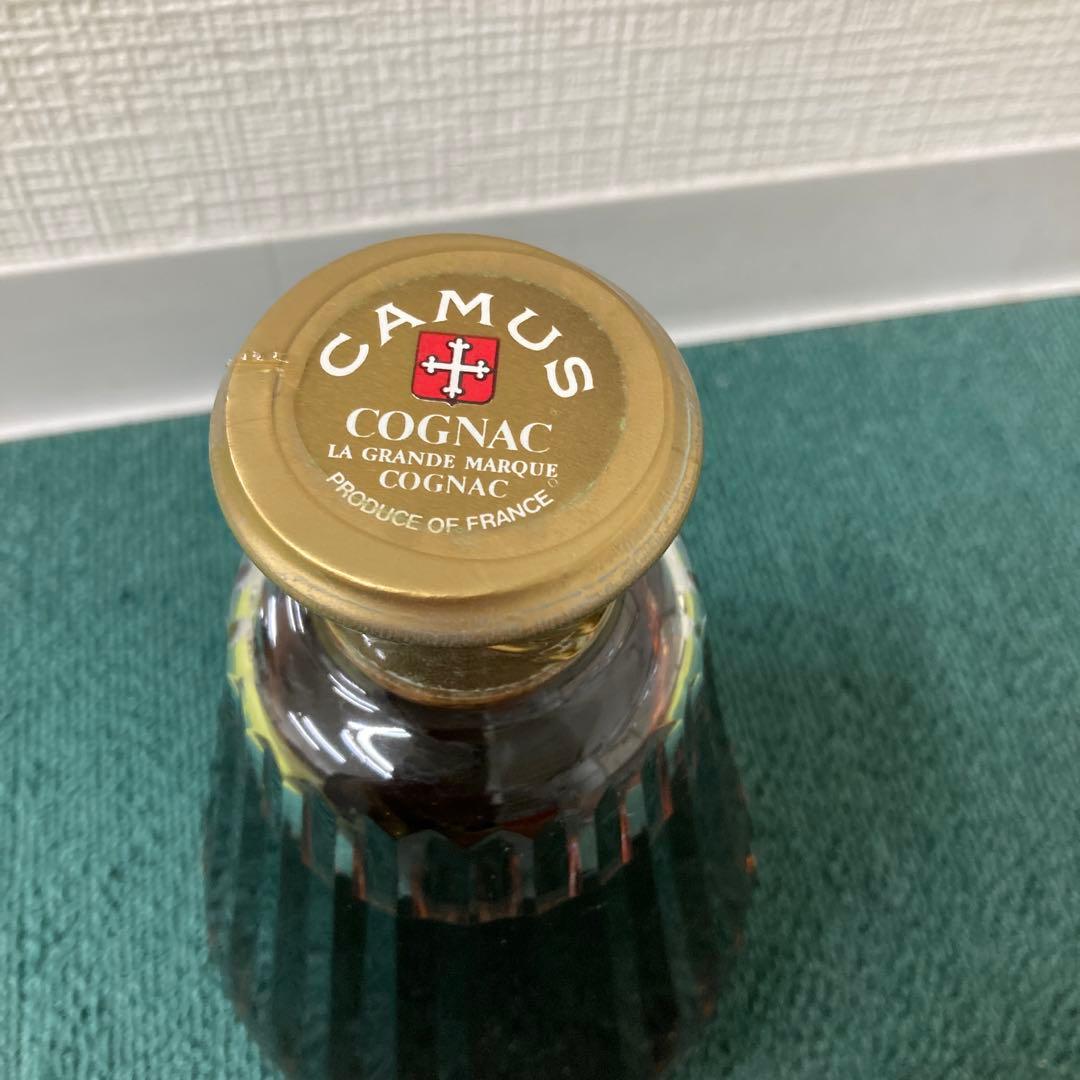 CAMUS
COGNAC
LA GRANDE MARQUE
COGNAC
PRODUCE OF FRANCE